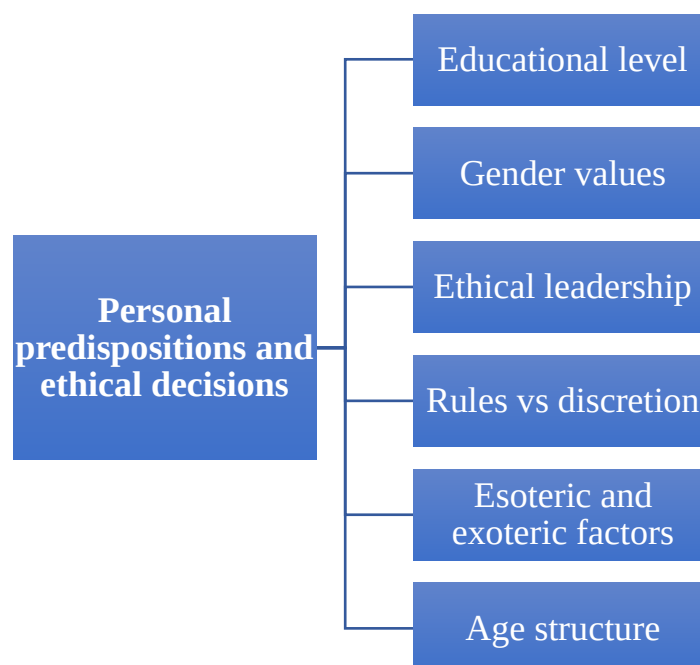 Personal
predispositions and
ethical decisions
Educational level
Gender values
Ethical leadership
Rules vs discretion
Esoteric and
exoteric factors
Age structure